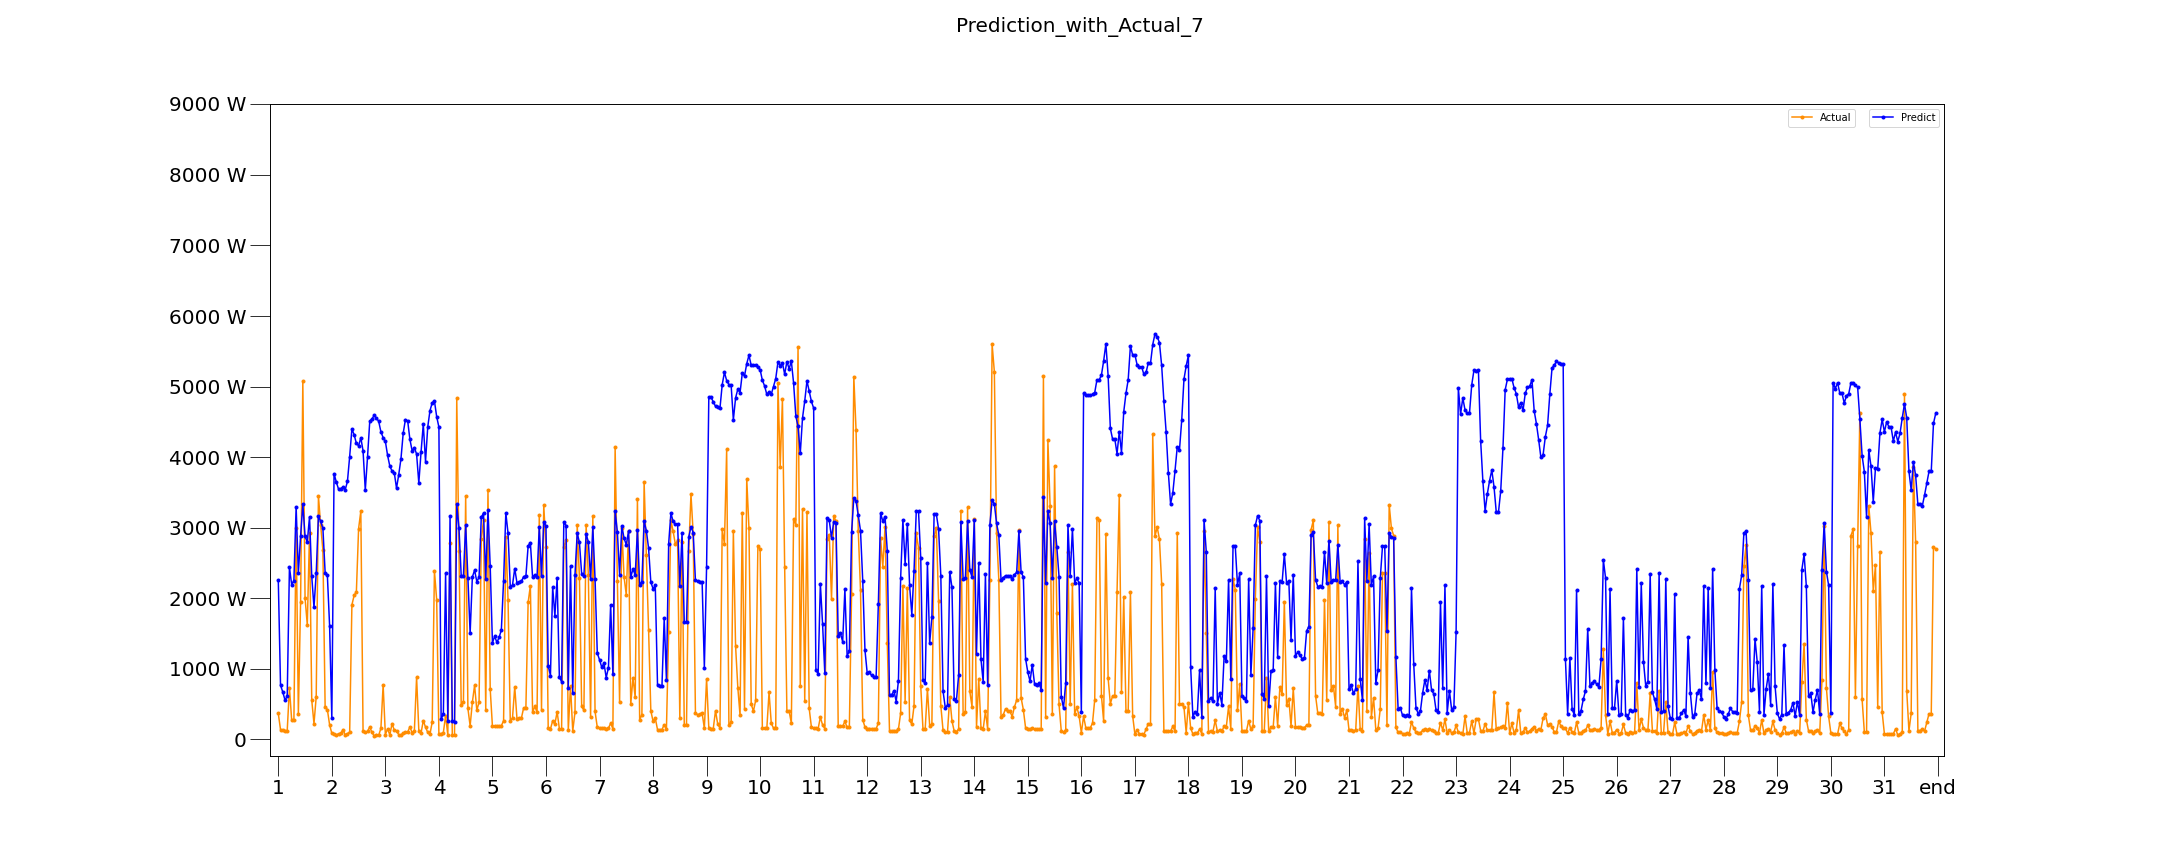 Prediction_with_Actual_7
9000 W
8000 W
7000 W
6000 W
5000 W
4000 W
3000 W
2000 W
1000 W
0
Actual Predict
1 2 3 4 5 6 7 8 9 10 11 12 13 14 15 16 17 18 19 20 21 22 23 24 25 26 27 28 29 30 31 end